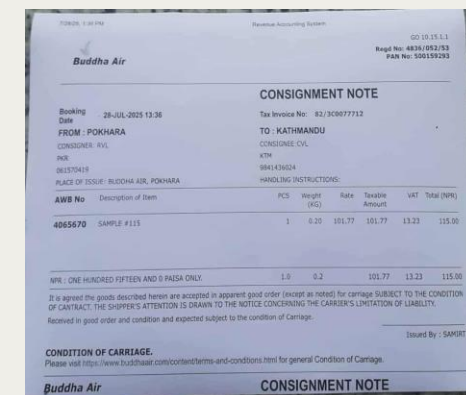 7/28/25, 1:30 PM Revenue Accounting System
GO 10.15.1.1
Regd No: 4836/052/53
PAN No: 500159293
Buddha Air
CONSIGNMENT NOTE
Booking Date 28-JUL-2025 13:36 Tax Invoice No: 82/3C0077712
FROM : POKHARA TO : KATHMANDU
CONSIGNER: RVL CONSIGNEE: CVL
PKR KTM
061570419 9841436024
PLACE OF ISSUE: BUDDHA AIR, POKHARA HANDLING INSTRUCTIONS:
AWB No Description of Item PCS Weight (KG) Rate Taxable Amount VAT Total (NPR)
4065670 SAMPLE #115 1 0.20 101.77 101.77 13.23 115.00
NPR : ONE HUNDRED FIFTEEN AND 0 PAISA ONLY. 1.0 0.2 101.77 13.23 115.00
It is agreed the goods described herein are accepted in apparent good order (except as noted) for carriage SUBJECT TO THE CONDITION
OF CANTRACT. THE SHIPPER'S ATTENTION IS DRAWN TO THE NOTICE CONCERNING THE CARRIER'S LIMITATION OF LIABILITY.
Received in good order and condition and expected subject to the condition of Carriage.
Issued By : SAMIRT
CONDITION OF CARRIAGE.
Please visit https://www.buddhaair.com/content/terms-and-conditions.html for general Condition of Carriage.
Buddha Air CONSIGNMENT NOTE